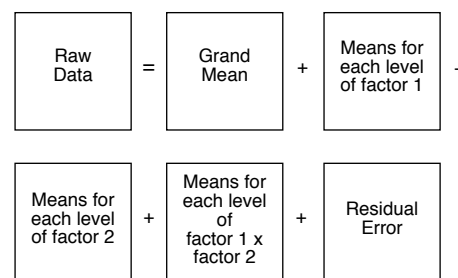 Raw
Data
=
Grand
Mean
+
Means for
each level
of factor 1
Means for
each level
of factor 2
+
Means for
each level
of
factor 1 x
factor 2
+
Residual
Error